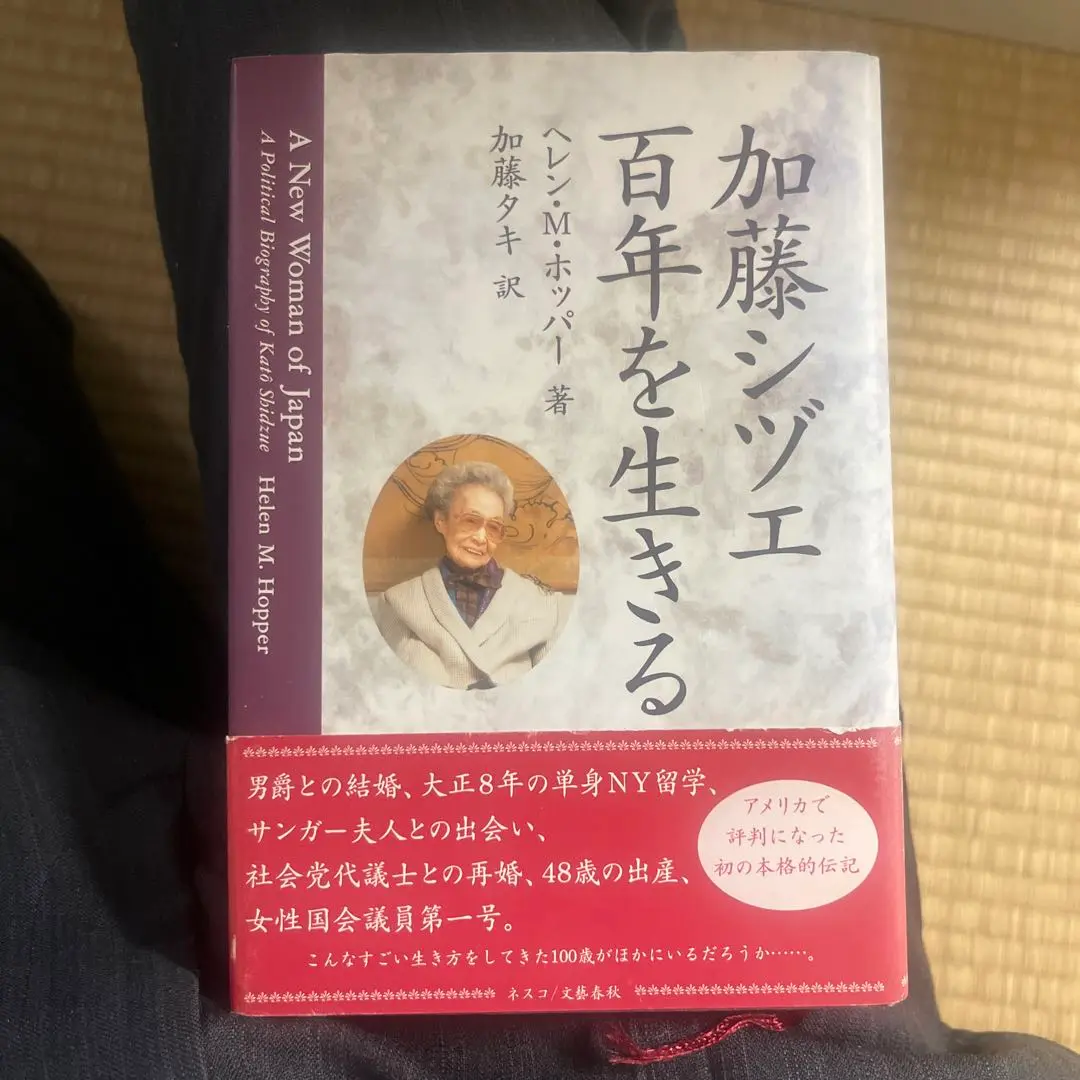 加藤シヅエ
百年を生きる
ヘレン・M・ホッパー 著
加藤タキ 訳
A New Woman of Japan
A Political Biography of Katô Shidzue Helen M. Hopper
男爵との結婚、大正8年の単身NY留学、
サンガー夫人との出会い、
社会党代議士との再婚、48歳の出産、
女性国会議員第一号。
こんなすごい生き方をしてきた100歳がほかにいるだろうか……。
アメリカで
評判になった
初の本格的伝記
ネスコ/文藝春秋